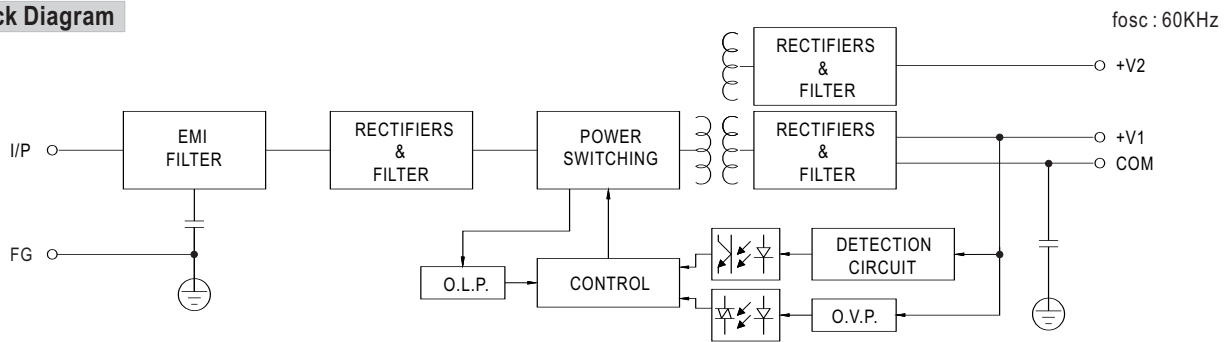 ck Diagram
fosc : 60KHz
RECTIFIERS
&
FILTER
+V2
I/P
EMI
FILTER
RECTIFIERS
&
FILTER
POWER
SWITCHING
RECTIFIERS
&
FILTER
+V1
COM
FG
O.L.P.
CONTROL
DETECTION
CIRCUIT
O.V.P.